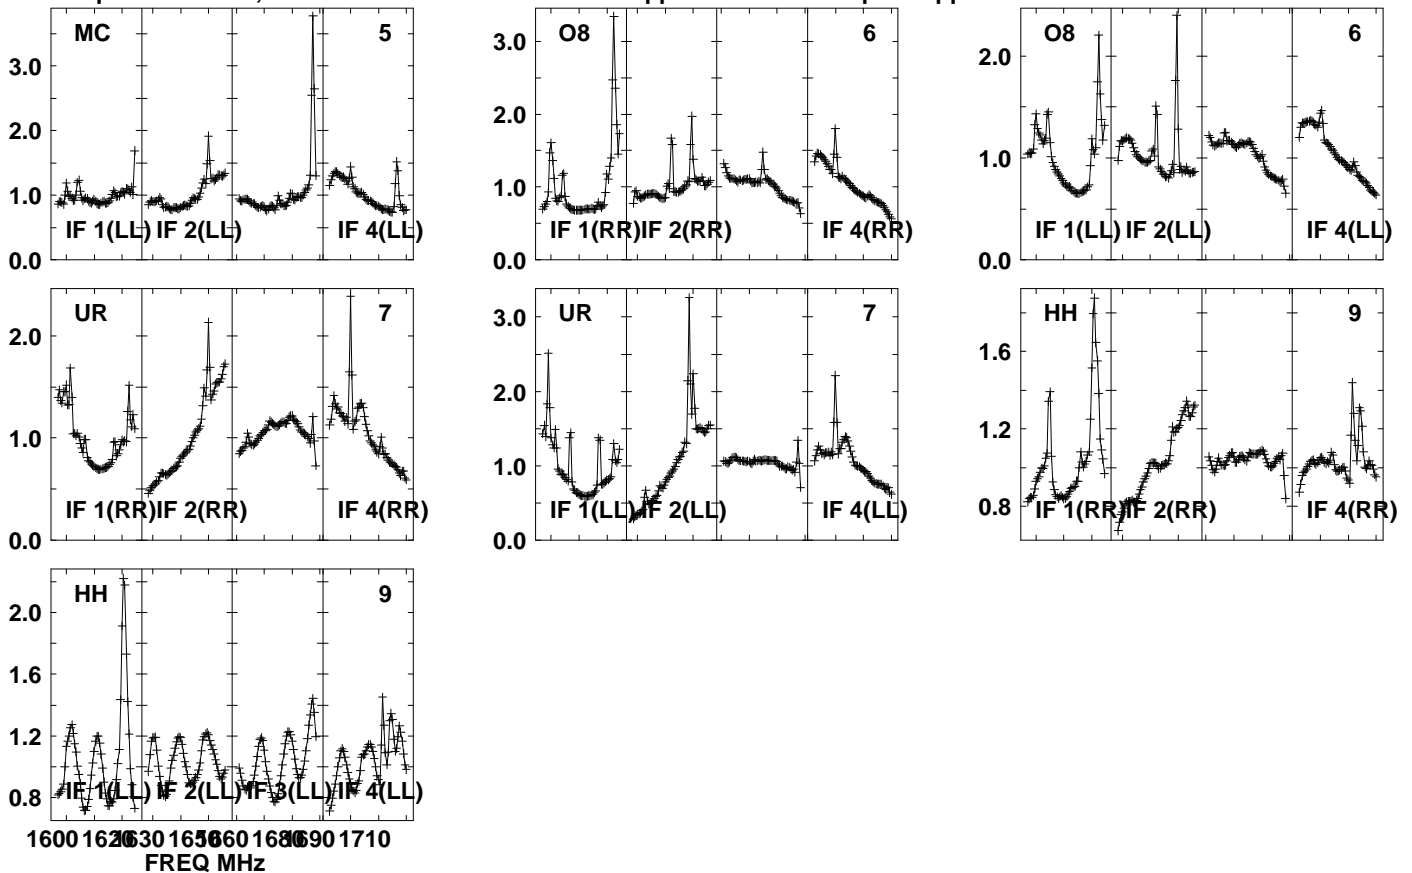 MC 5 O8 6 O8 6
3.0 3.0 2.0
2.0 2.0
1.0 1.0 1.0
IF 1(LL) IF 2(LL) IF 4(LL) IF 1(RR) IF 2(RR) IF 4(RR) IF 1(LL) IF 2(LL) IF 4(LL)
0.0 0.0 0.0
UR 7 UR 7 HH 9
2.0 3.0 1.6
1.0 2.0 1.2
1.0
IF 1(RR) IF 2(RR) IF 4(RR) IF 1(LL) IF 2(LL) IF 4(LL) 0.8 IF 1(RR) IF 2(RR) IF 4(RR)
0.0 0.0
HH 9
2.0
1.6
1.2
0.8 IF 1(LL) IF 2(LL) IF 3(LL) IF 4(LL)
1600 1620 1630 1650 1660 1680 1690 1710
FREQ MHz